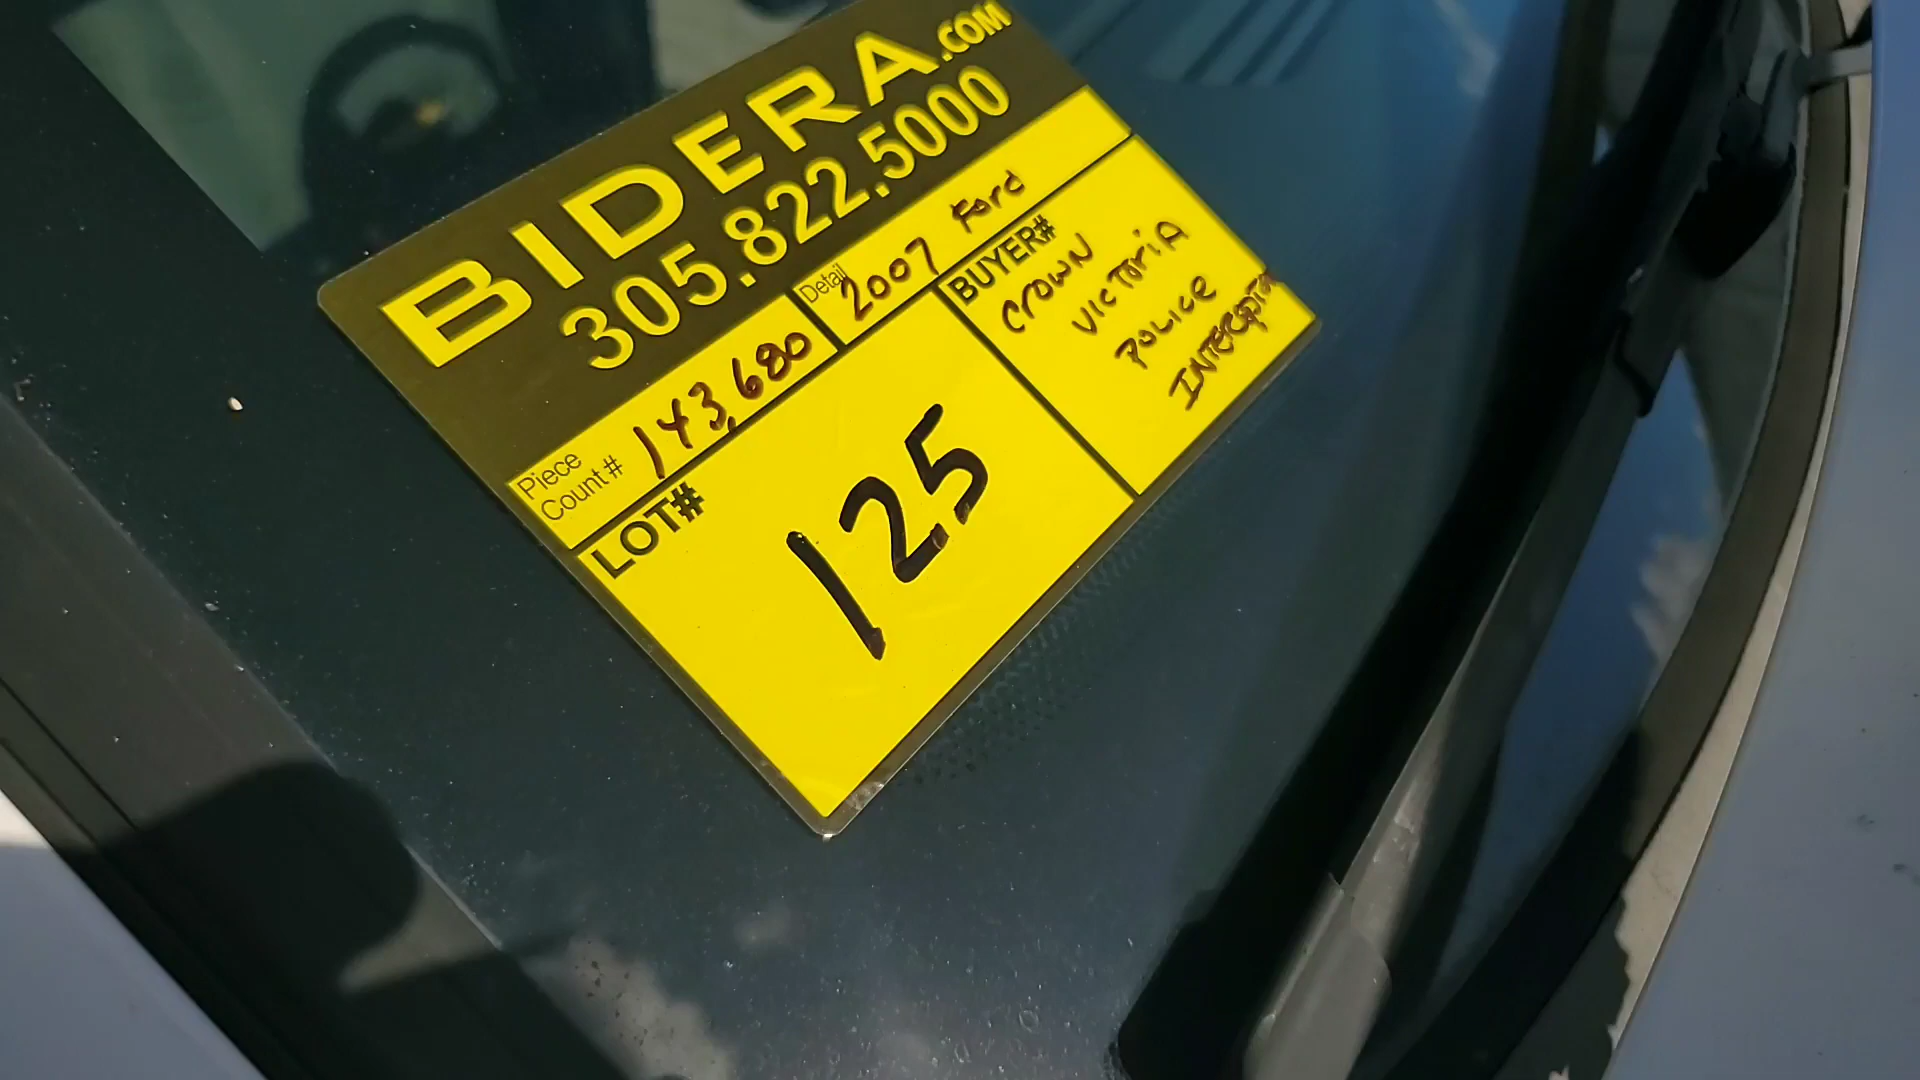 BIDERA.COM
305.822.5000
Piece Count # 143,680
Detail 2007 Ford
LOT# 125
BUYER#
CROWN
VICTORIA
POLICE